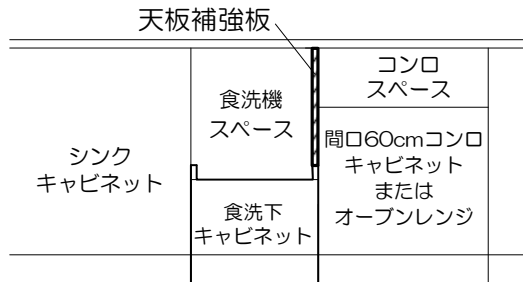 天板補強板
食洗機
スペース
コンロ
スペース
シンク
キャビネット
間口60cmコンロ
キャビネット
または
オーブンレンジ
食洗下
キャビネット